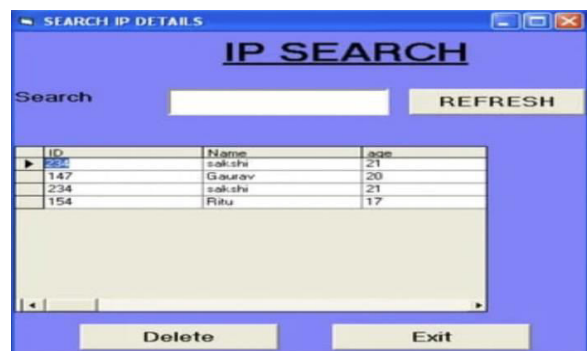 SEARCH IP DETAILS
IP SEARCH
Search REFRESH
ID Name age
234 sakshi 21
147 Gaurav 20
234 sakshi 21
154 Ritu 17
Delete Exit